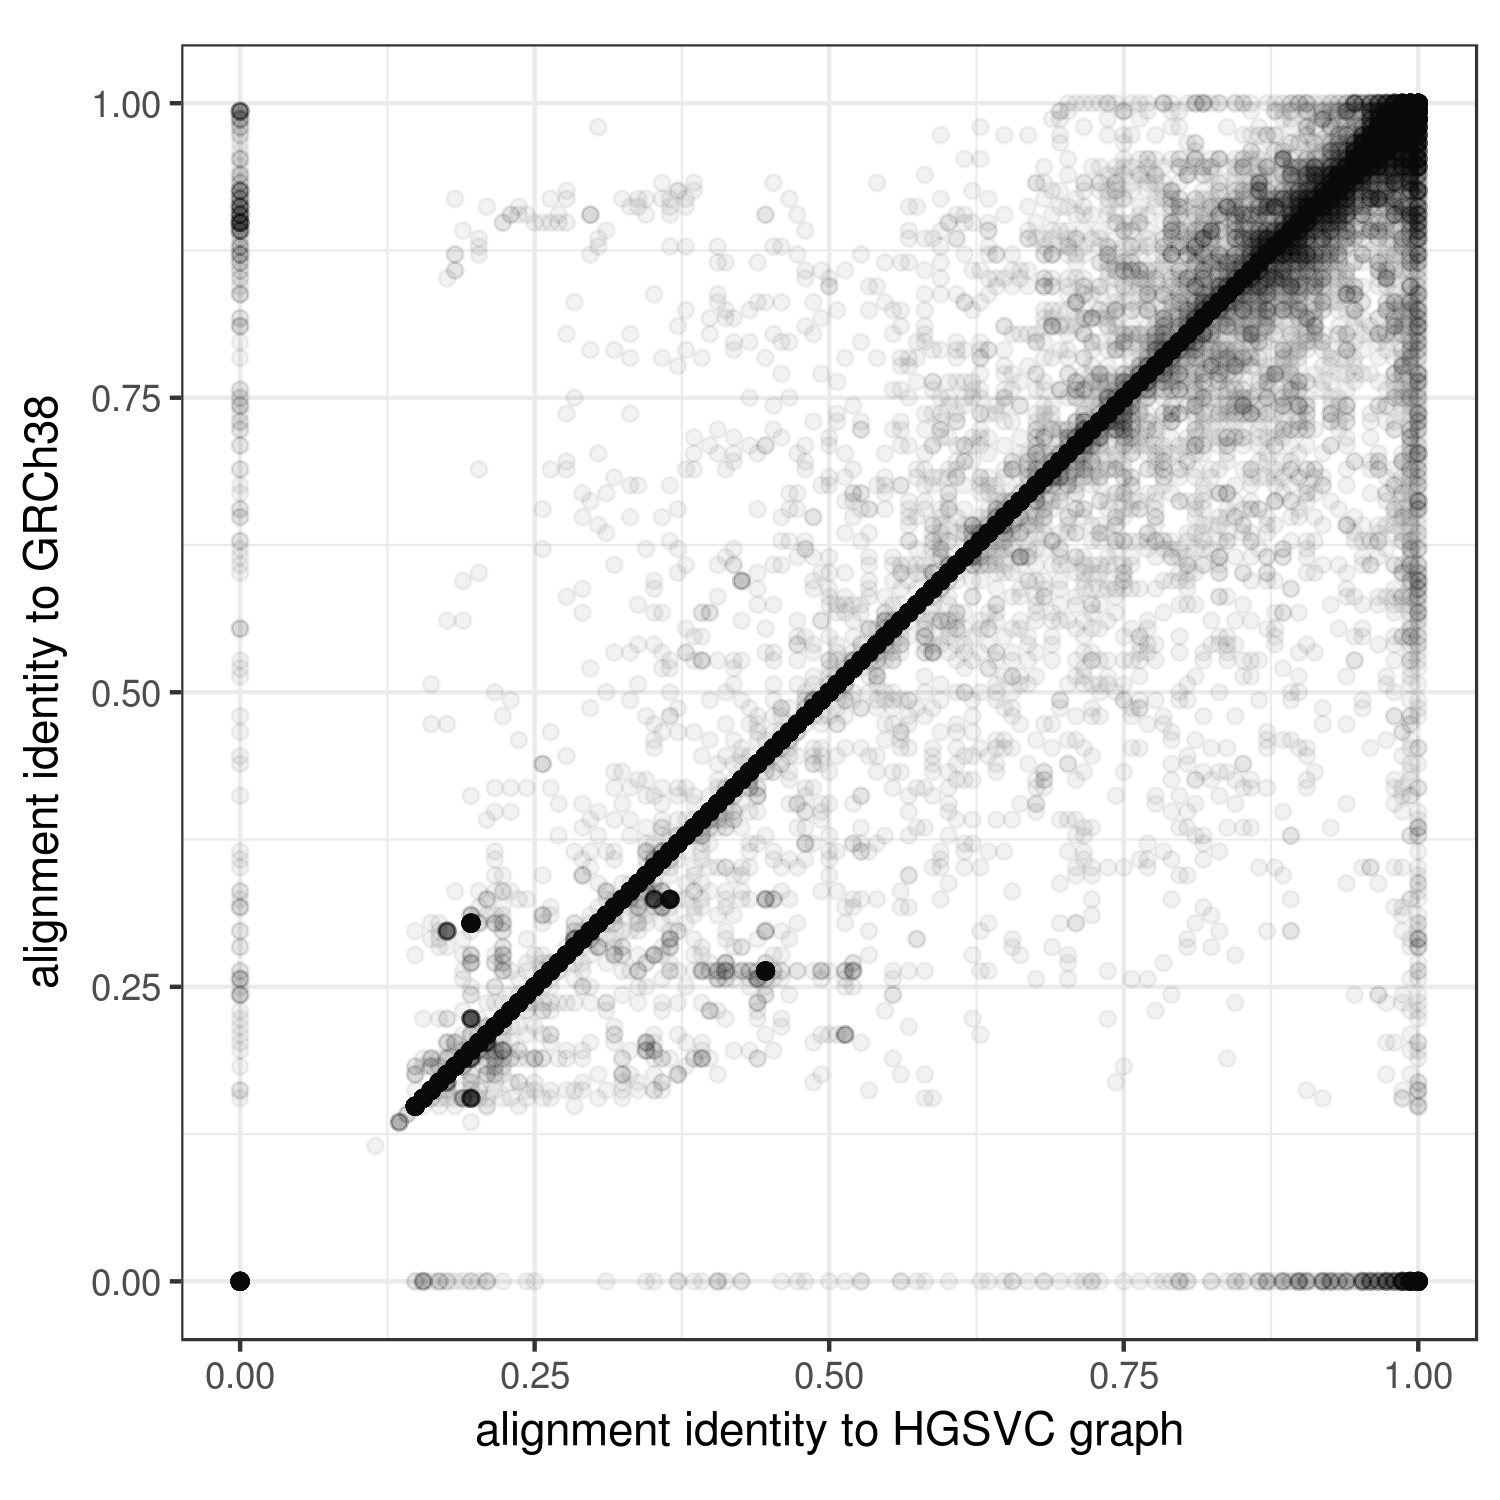 alignment identity to GRCh38
1.00
0.75
0.50
0.25
0.00
0.00 0.25 0.50 0.75 1.00
alignment identity to HGSVC graph